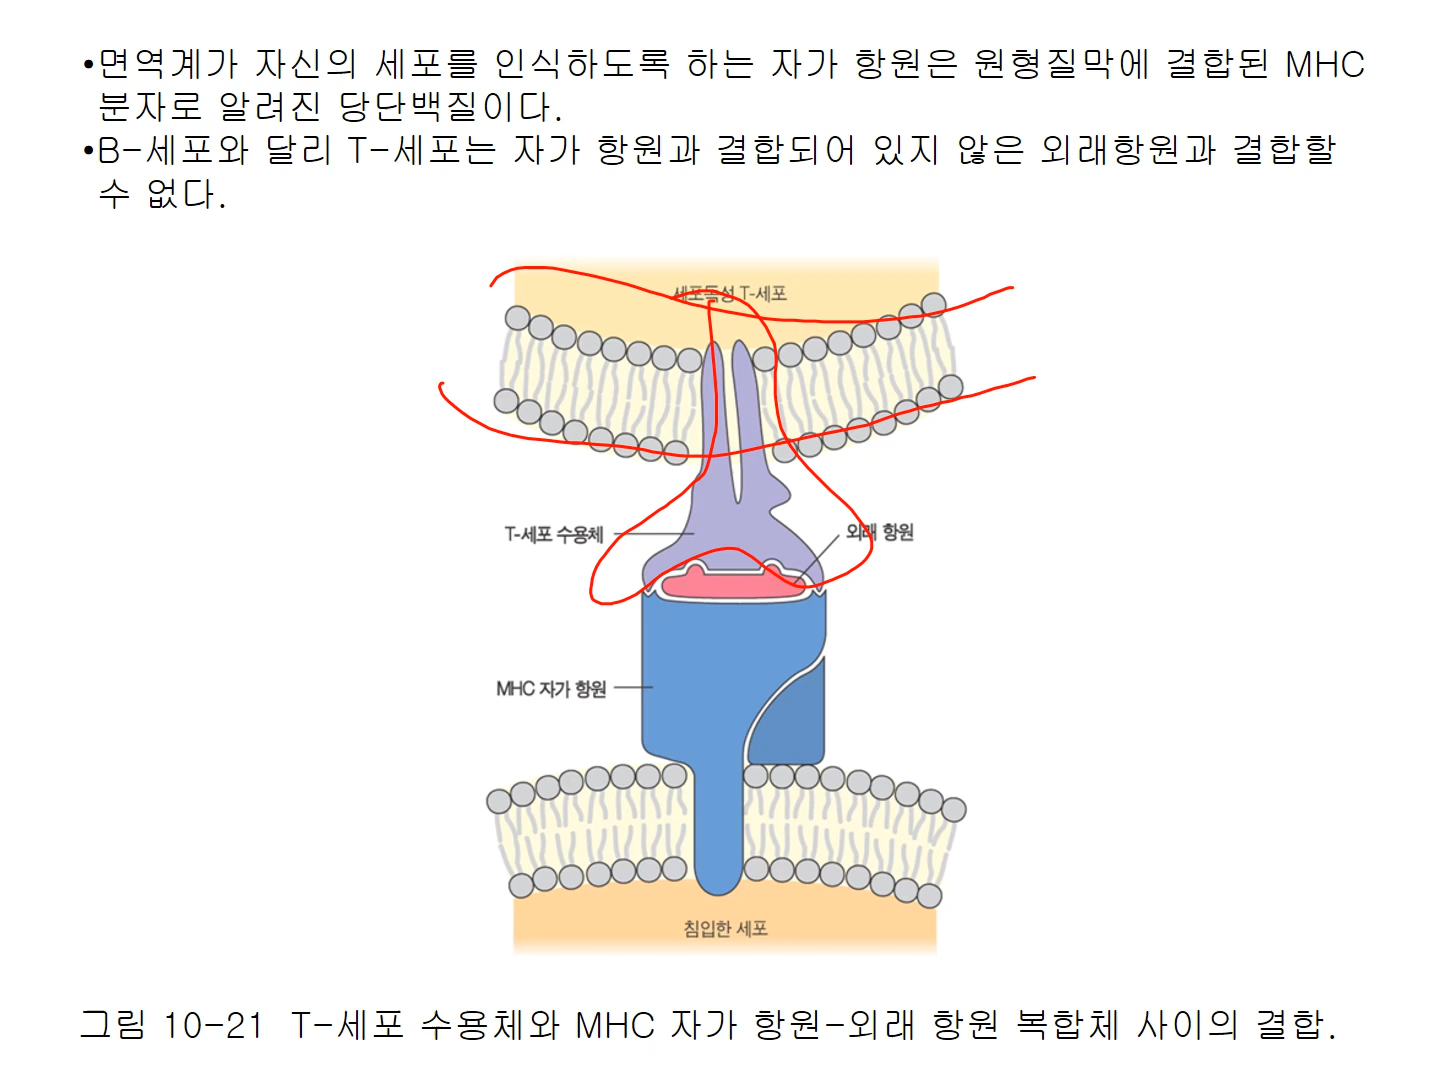 •면역계가 자신의 세포를 인식하도록 하는 자가 항원은 원형질막에 결합된 MHC
분자로 알려진 당단백질이다.
•B-세포와 달리 T-세포는 자가 항원과 결합되어 있지 않은 외래항원과 결합할
수 없다.
세포독성 T-세포
T-세포 수용체
외래 항원
MHC 자가 항원
침입한 세포
그림 10-21 T-세포 수용체와 MHC 자가 항원-외래 항원 복합체 사이의 결합.